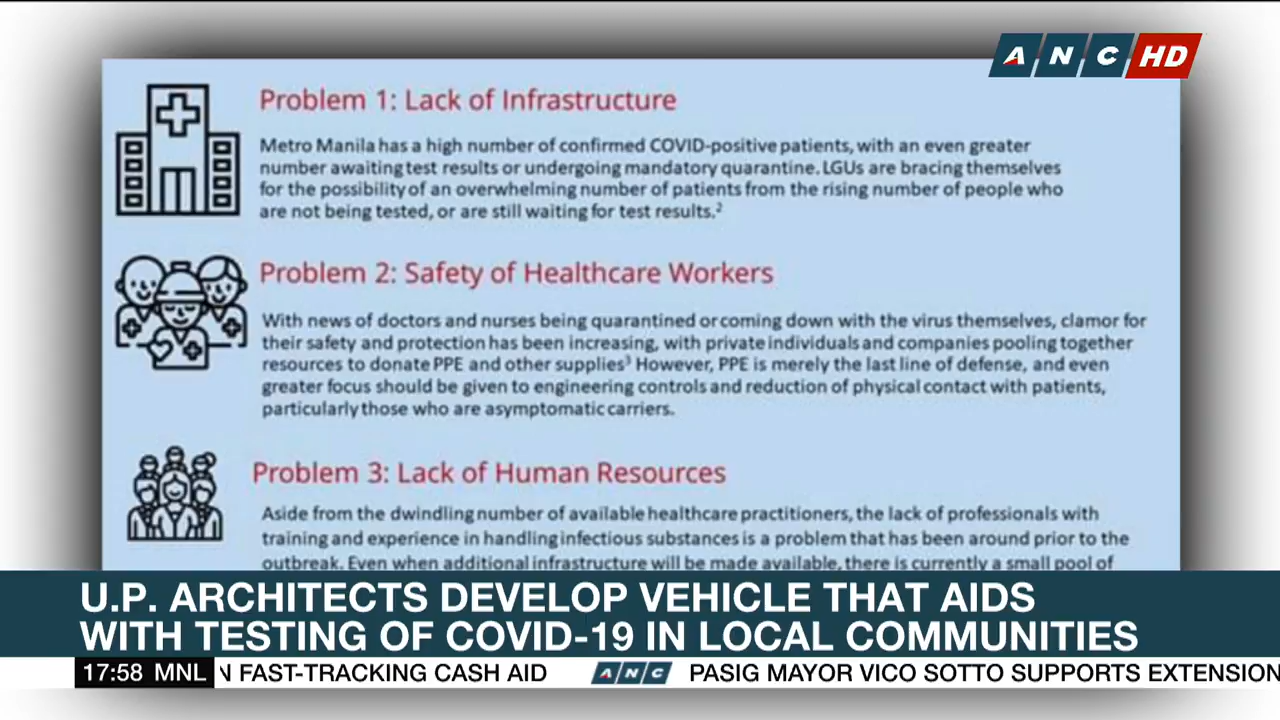 ANC HD
Problem 1: Lack of Infrastructure
Metro Manila has a high number of confirmed COVID-positive patients, with an even greater
number awaiting test results or undergoing mandatory quarantine. LGUs are bracing themselves
for the possibility of an overwhelming number of patients from the rising number of people who
are not being tested, or are still waiting for test results.²
Problem 2: Safety of Healthcare Workers
With news of doctors and nurses being quarantined or coming down with the virus themselves, clamor for
their safety and protection has been increasing, with private individuals and companies pooling together
resources to donate PPE and other supplies³ However, PPE is merely the last line of defense, and even
greater focus should be given to engineering controls and reduction of physical contact with patients,
particularly those who are asymptomatic carriers.
Problem 3: Lack of Human Resources
Aside from the dwindling number of available healthcare practitioners, the lack of professionals with
training and experience in handling infectious substances is a problem that has been around prior to the
outbreak. Even when additional infrastructure will be made available, there is currently a small pool of
U.P. ARCHITECTS DEVELOP VEHICLE THAT AIDS
WITH TESTING OF COVID-19 IN LOCAL COMMUNITIES
17:58 MNL N FAST-TRACKING CASH AID ANC PASIG MAYOR VICO SOTTO SUPPORTS EXTENSION